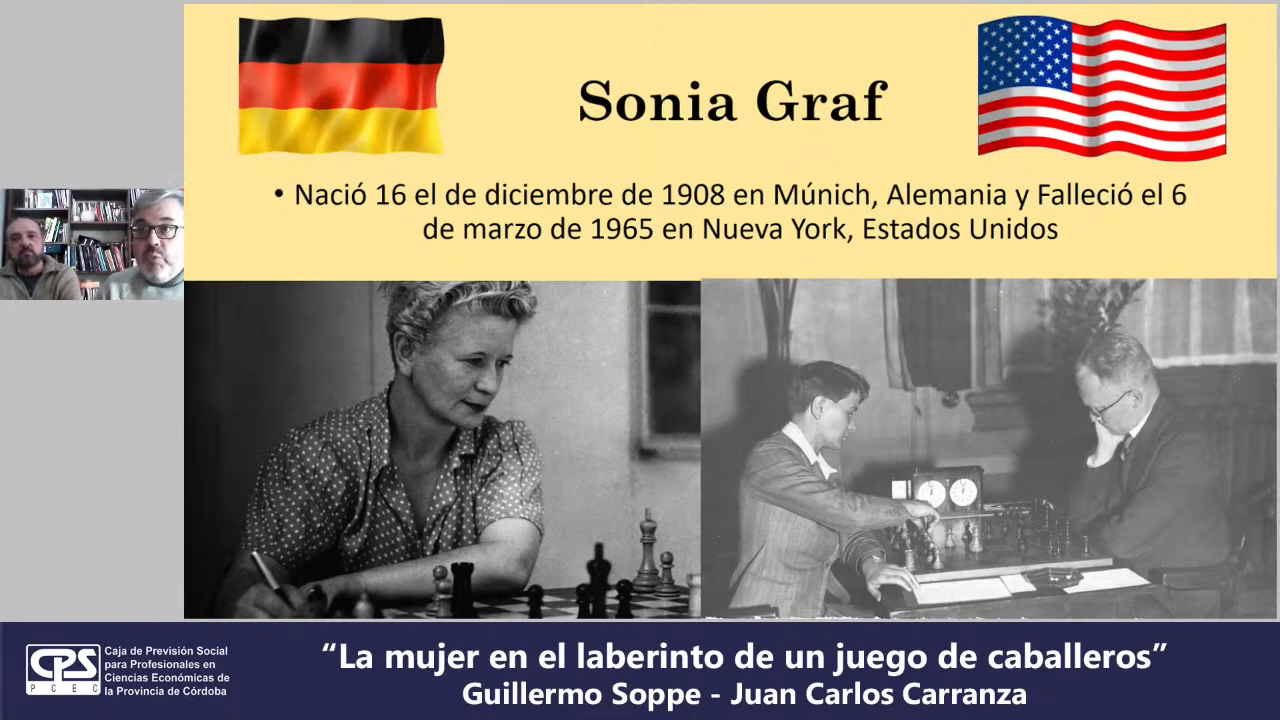 Sonia Graf
• Nació 16 el de diciembre de 1908 en Múnich, Alemania y Falleció el 6
de marzo de 1965 en Nueva York, Estados Unidos
CPS
PCEC
Caja de Previsión Social
para Profesionales en
Ciencias Económicas de
la Provincia de Córdoba
“La mujer en el laberinto de un juego de caballeros”
Guillermo Soppe - Juan Carlos Carranza